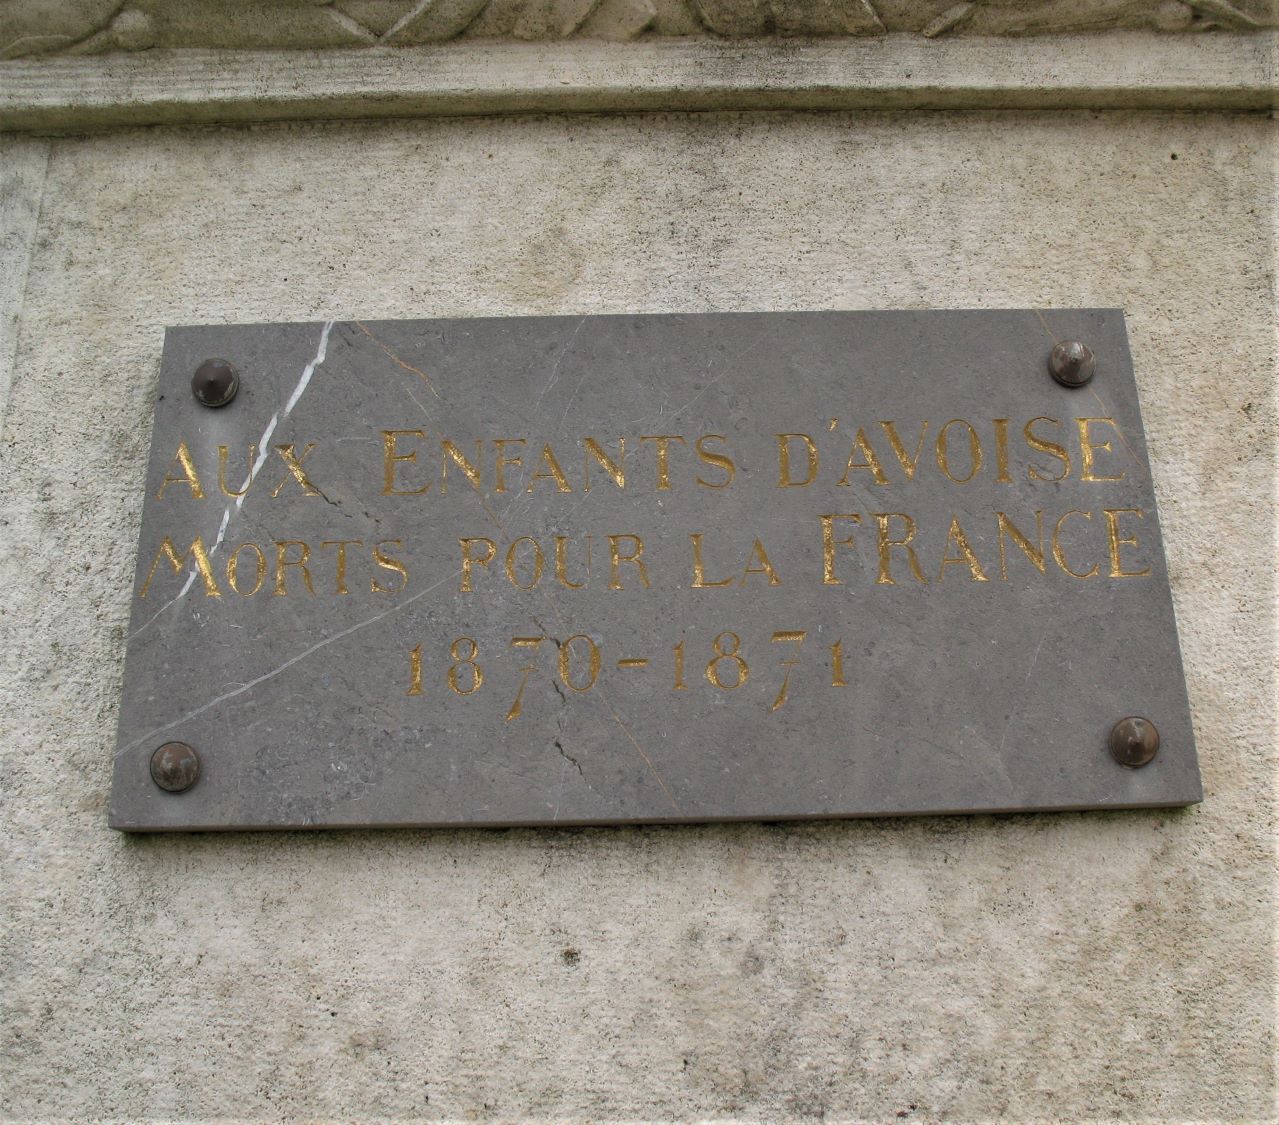 AUX ENFANTS D'AVOISE
MORTS POUR LA FRANCE
1870-1871